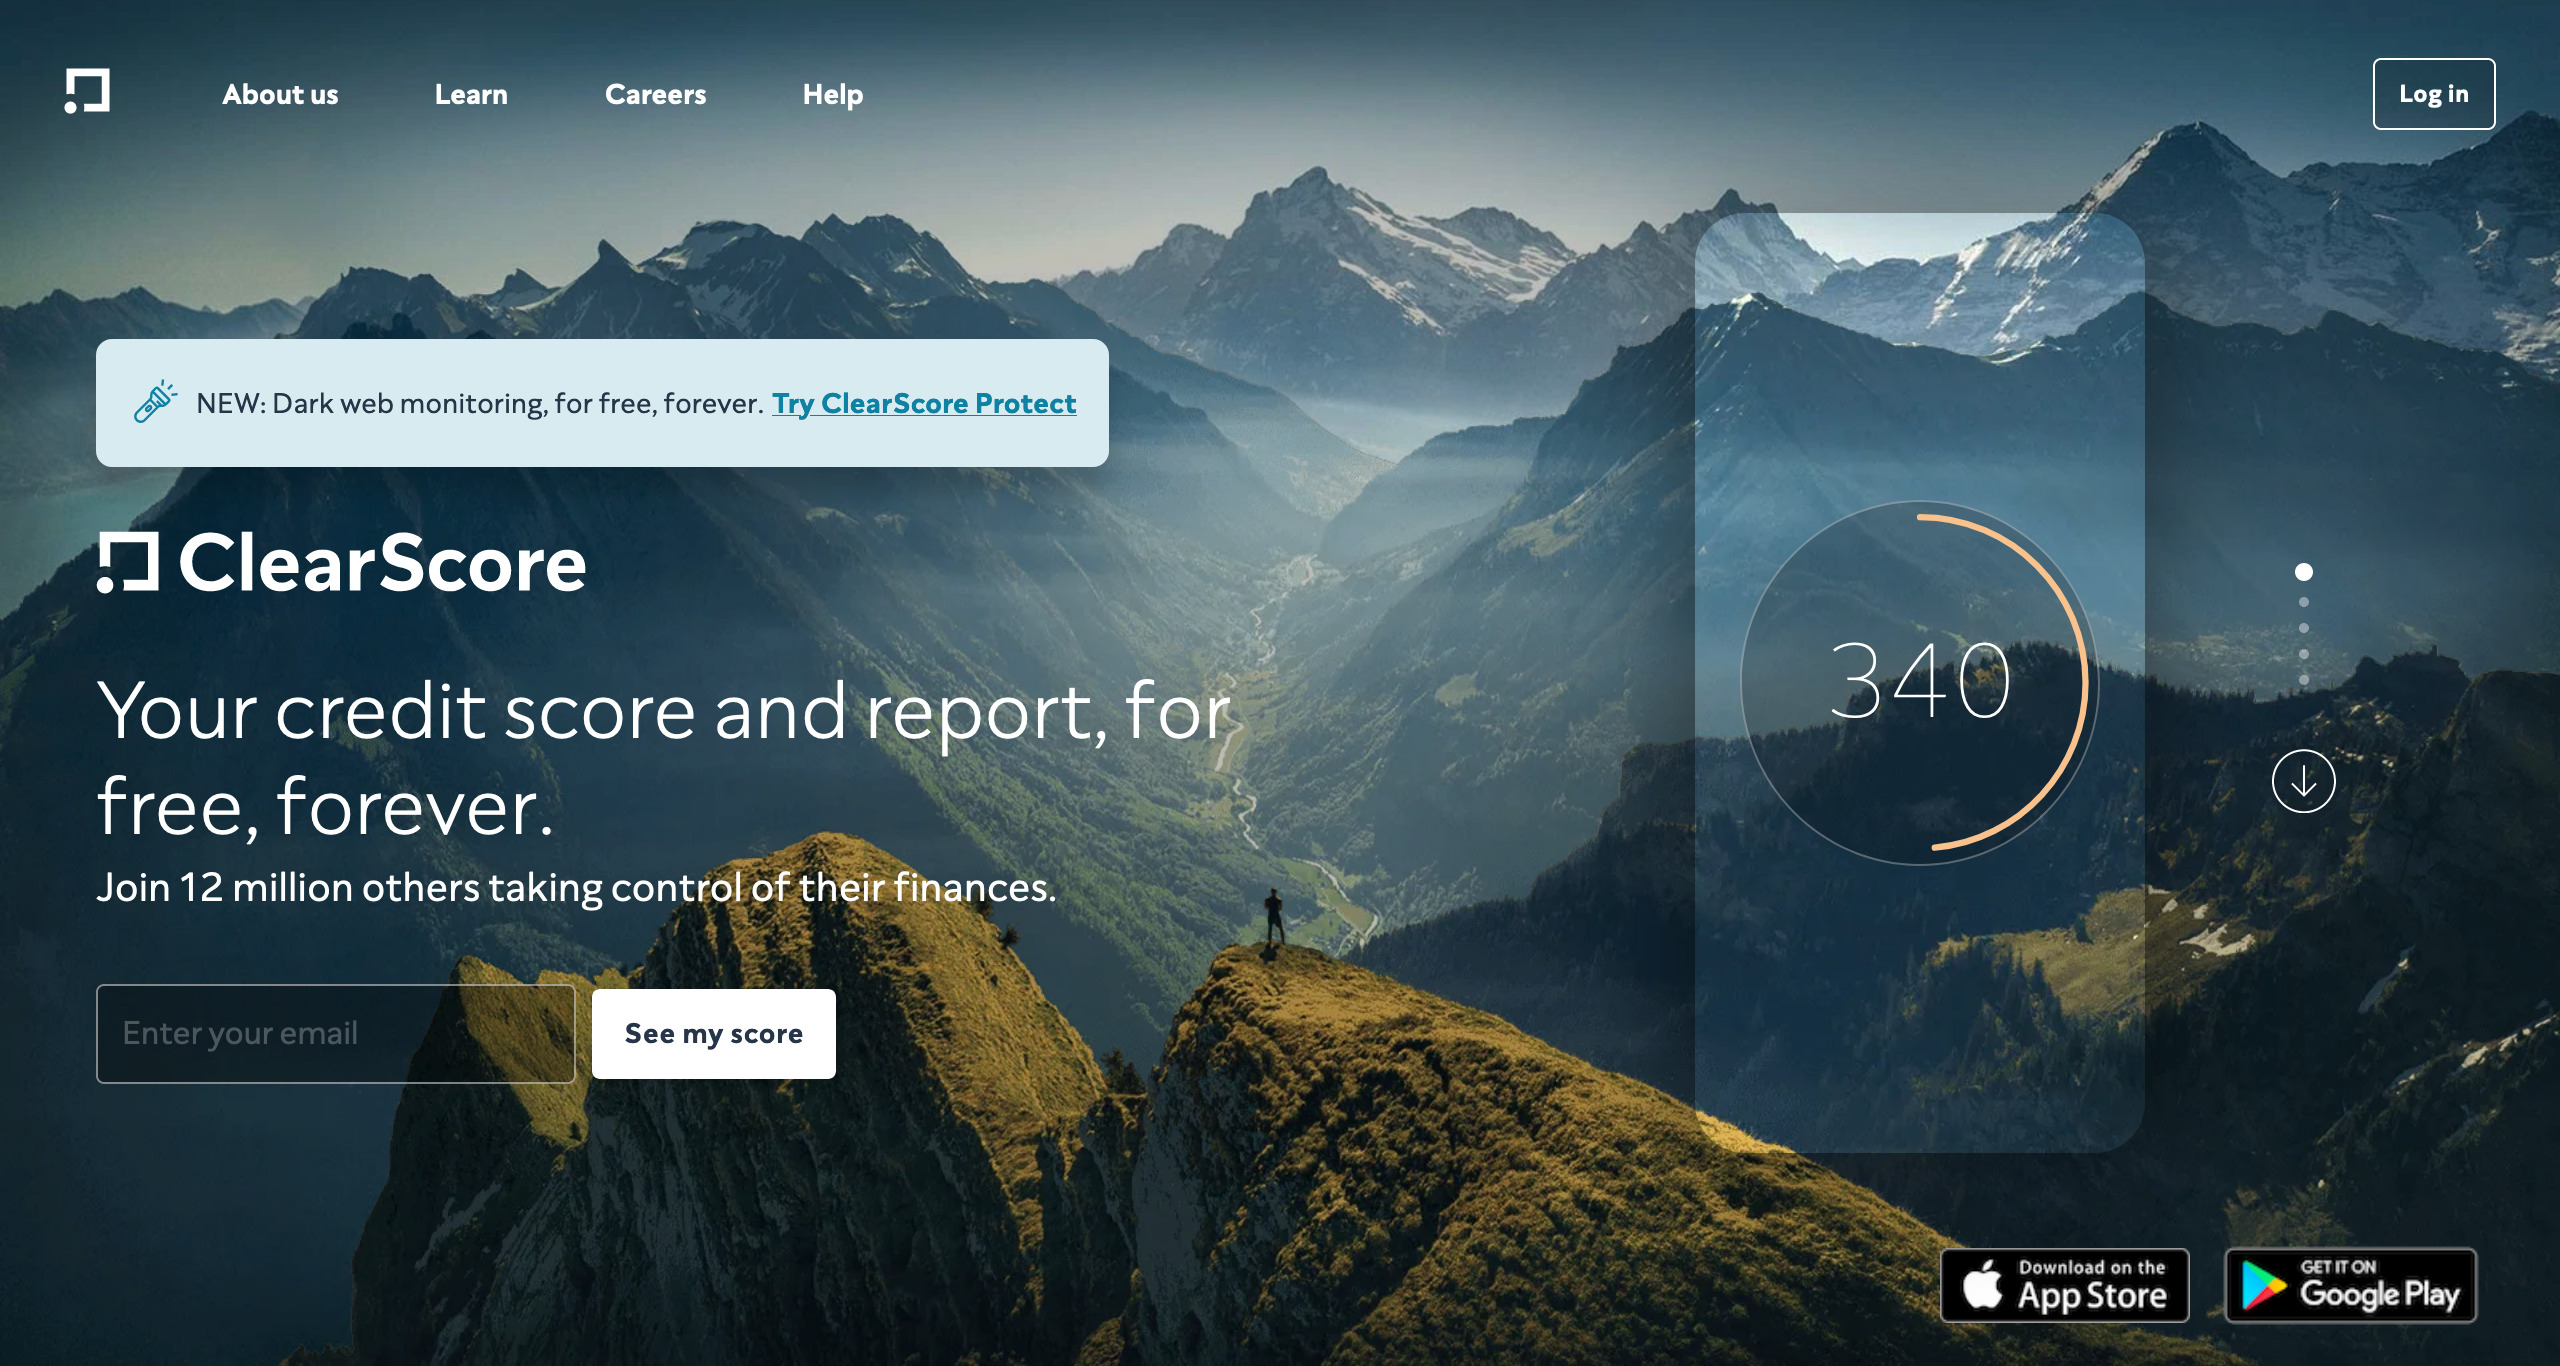 About us
Learn
Careers
Help
Log in
NEW: Dark web monitoring, for free, forever. Try ClearScore Protect
ClearScore
Your credit score and report, for
free, forever.
Join 12 million others taking control of their finances.
Enter your email
See my score
340
Download on the
App Store
GET IT ON
Google Play